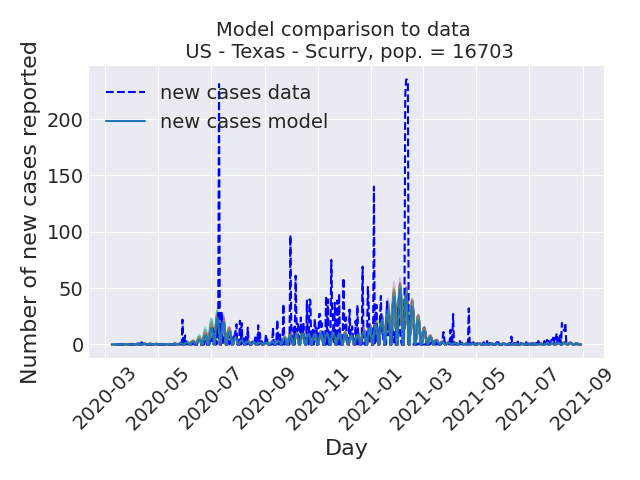 Model comparison to data
US - Texas - Scurry, pop. = 16703
Number of new cases reported
new cases data
new cases model
200
150
100
50
0
2020-03
2020-05
2020-07
2020-09
2020-11
2021-01
2021-03
2021-05
2021-07
2021-09
Day